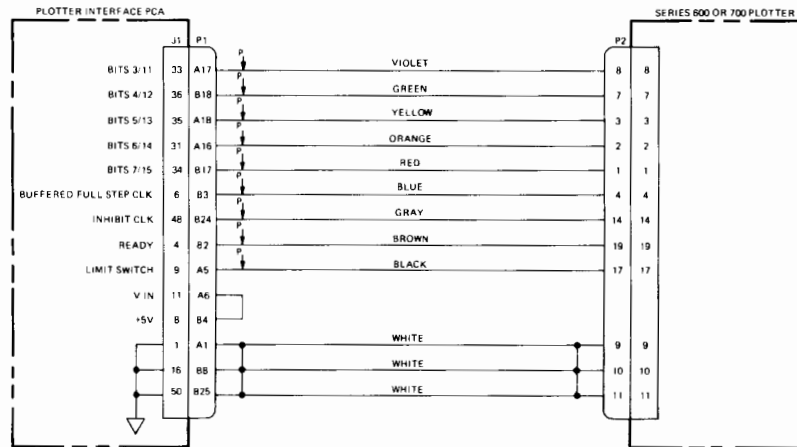 PLOTTER INTERFACE PCA SERIES 600 OR 700 PLOTTER
J1 P1 P2
P
BITS 3/11 33 A17 VIOLET 8 8
P
BITS 4/12 36 B18 GREEN 7 7
P
BITS 5/13 35 A18 YELLOW 3 3
P
BITS 6/14 31 A16 ORANGE 2 2
P
BITS 7/15 34 B17 RED 1 1
P
BUFFERED FULL STEP CLK 6 B3 BLUE 4 4
P
INHIBIT CLK 48 B24 GRAY 14 14
P
READY 4 B2 BROWN 19 19
P
LIMIT SWITCH 9 A5 BLACK 17 17
V IN 11 A6
+5V 8 B4
1 A1 WHITE 9 9
16 B8 WHITE 10 10
50 B25 WHITE 11 11